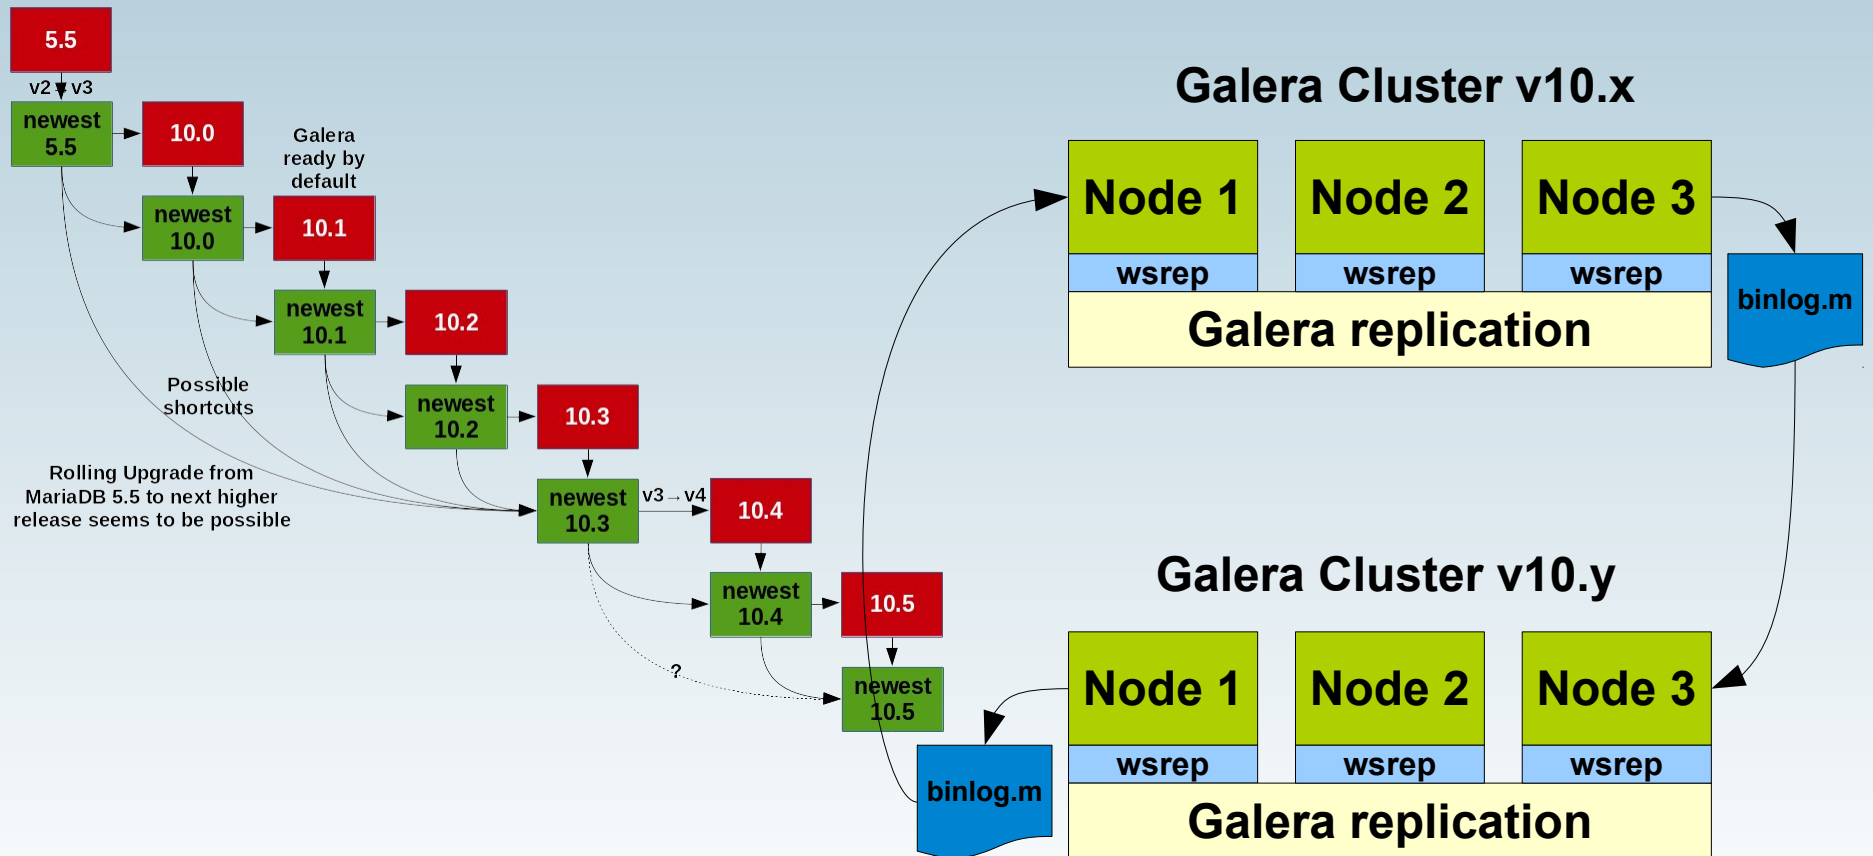 5.5
v2 v3
newest
5.5
10.0
Galera
ready by
default
newest
10.0
10.1
newest
10.1
10.2
Possible
shortcuts
newest
10.2
10.3
Rolling Upgrade from
MariaDB 5.5 to next higher
release seems to be possible
newest
10.3
v3→v4
10.4
newest
10.4
10.5
?
newest
10.5
Galera Cluster v10.x
Node 1
Node 2
Node 3
wsrep
wsrep
wsrep
binlog.m
Galera replication
Galera Cluster v10.y
Node 1
Node 2
Node 3
wsrep
wsrep
wsrep
binlog.m
Galera replication